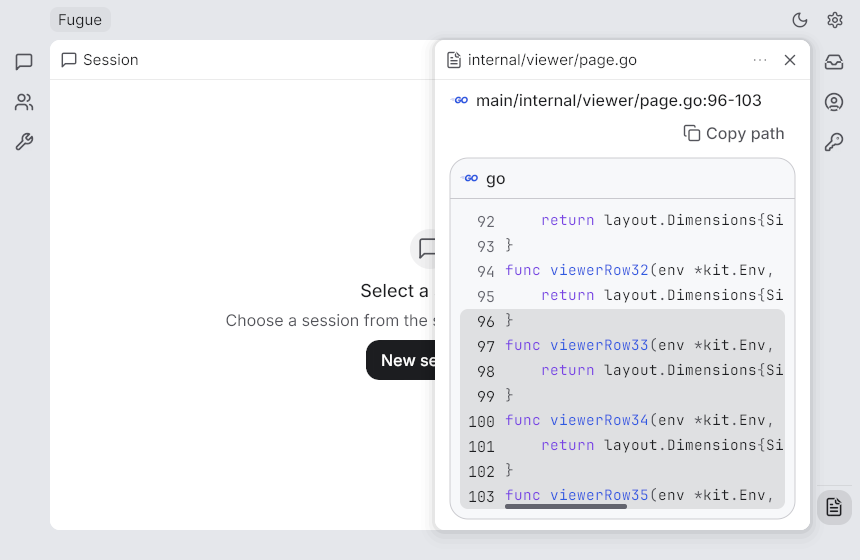 Fugue
Session
internal/viewer/page.go
main/internal/viewer/page.go:96-103
Copy path
go
92 return layout.Dimensions{Si
93 }
94 func viewerRow32(env *kit.Env,
95 return layout.Dimensions{Si
96 }
97 func viewerRow33(env *kit.Env,
98 return layout.Dimensions{Si
99 }
100 func viewerRow34(env *kit.Env,
101 return layout.Dimensions{Si
102 }
103 func viewerRow35(env *kit.Env,
Select a
Choose a session from the s
New se